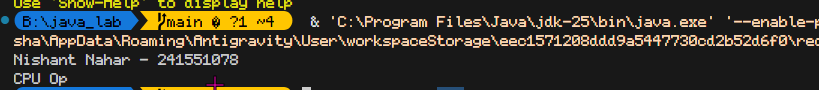 Use "Show-Help" to display help
B:\java_lab main ?1 ~4 & 'C:\Program Files\Java\jdk-25\bin\java.exe' '--enable-p
sha\AppData\Roaming\Antigravity\User\workspaceStorage\eec1571208ddd9a5447730cd2b52d6f0\red
Nishant Nahar - 241551078
CPU Op